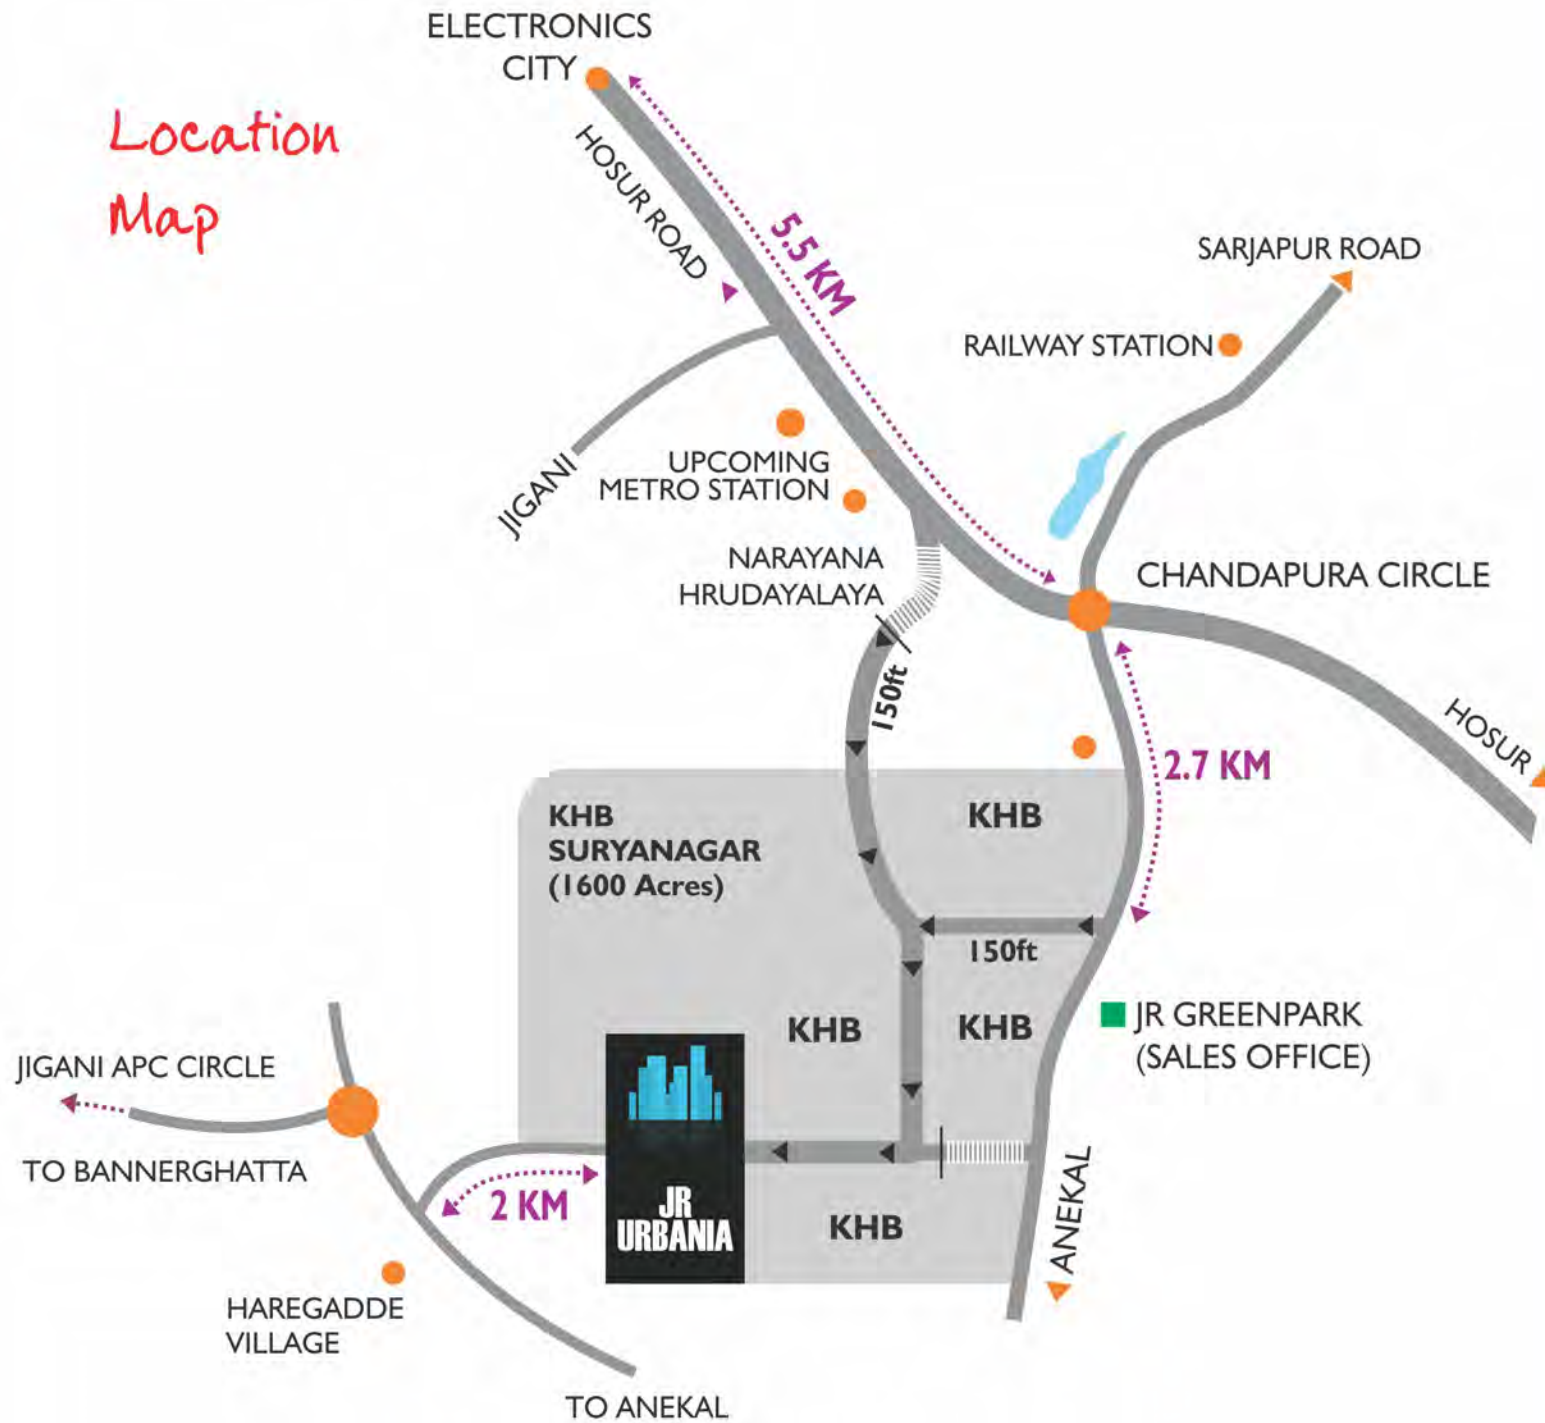 ELECTRONICS
CITY
Location
Map
HOSUR ROAD
5.5 KM
SARJAPUR ROAD
RAILWAY STATION
JIGANI
UPCOMING
METRO STATION
NARAYANA
HRUDAYALAYA
CHANDAPURA CIRCLE
150ft
HOSUR
2.7 KM
KHB
SURYANAGAR
(1600 Acres)
KHB
150ft
KHB
KHB
JR GREENPARK
(SALES OFFICE)
JIGANI APC CIRCLE
TO BANNERGHATTA
2 KM
JR
URBANIA
KHB
ANEKAL
HAREGADDE
VILLAGE
TO ANEKAL